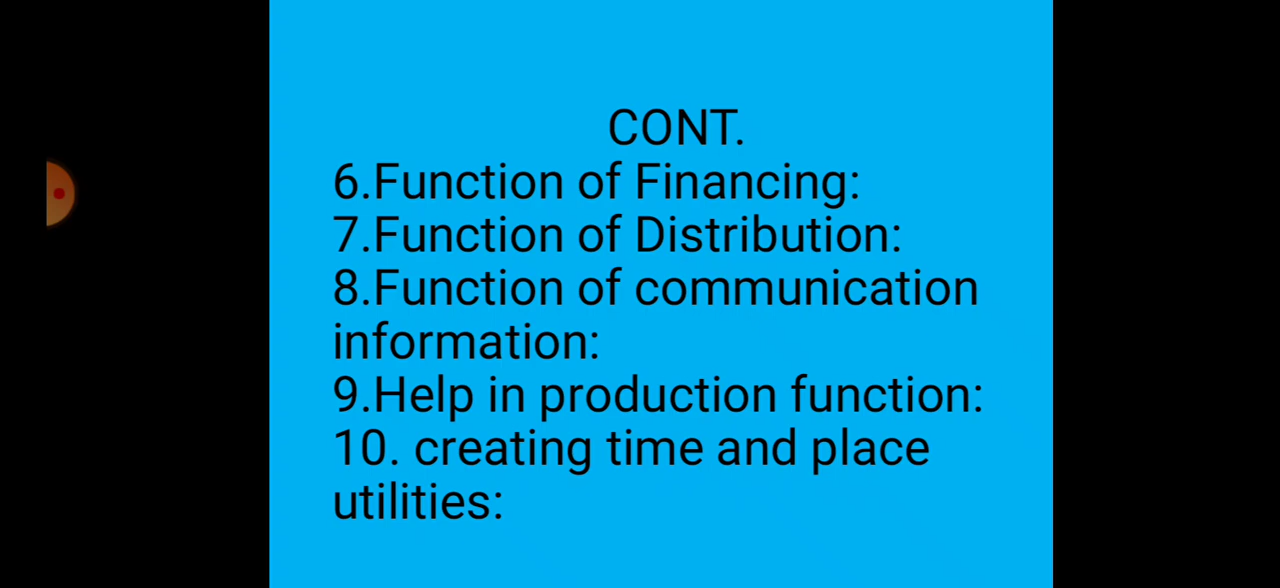 CONT.
6.Function of Financing:
7.Function of Distribution:
8.Function of communication
information:
9.Help in production function:
10. creating time and place
utilities: